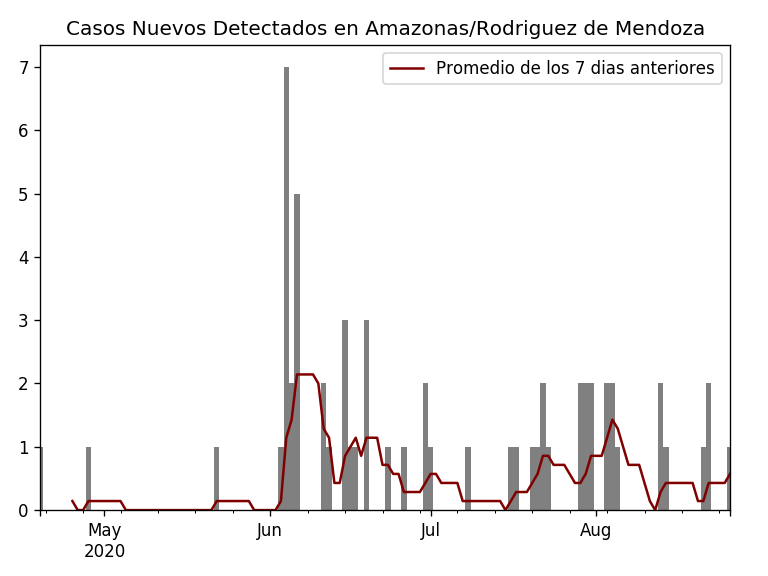 Casos Nuevos Detectados en Amazonas/Rodriguez de Mendoza
Promedio de los 7 dias anteriores
7
6
5
4
3
2
1
0
May
2020
Jun
Jul
Aug